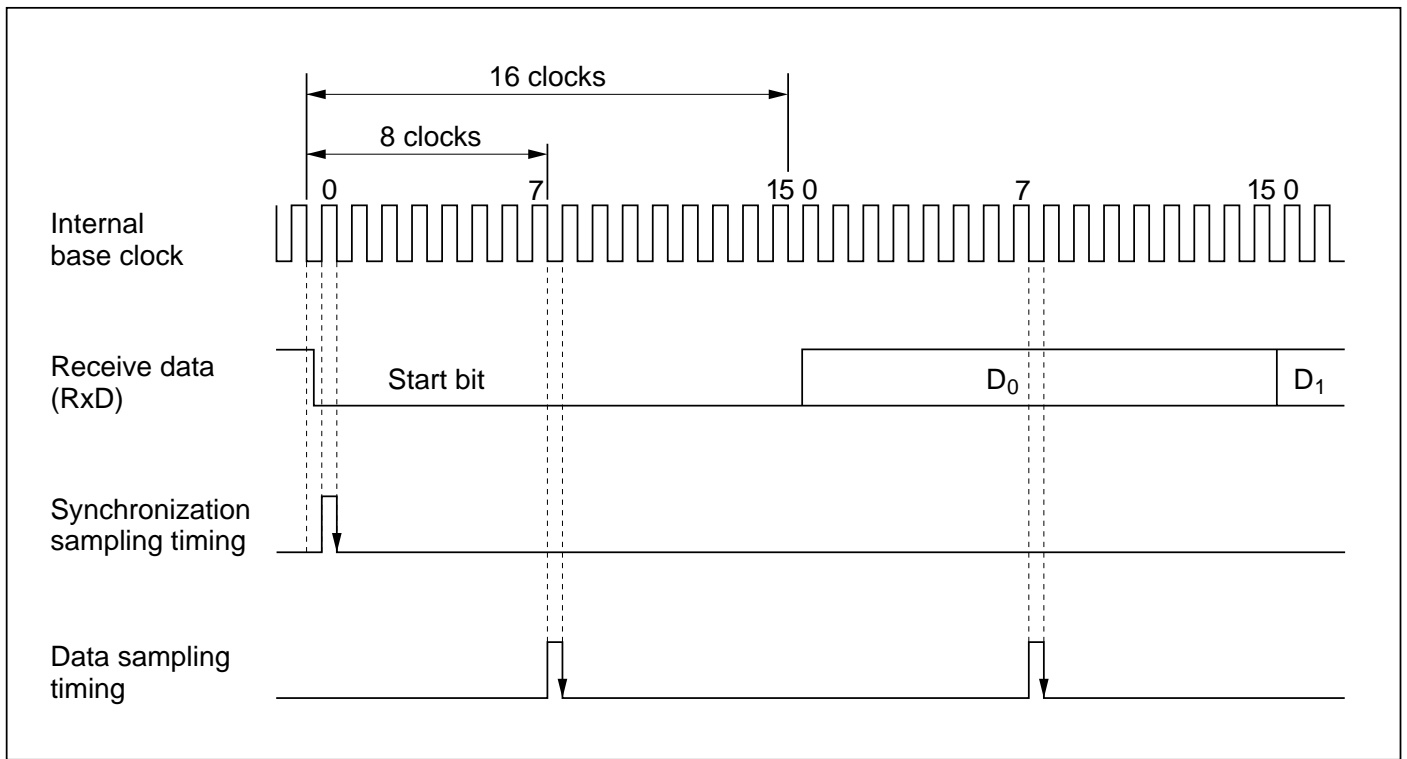 16 clocks
8 clocks
0 7 15 0 7 15 0
Internal
base clock
Receive data
(RxD)
Start bit
D0
D1
Synchronization
sampling timing
Data sampling
timing